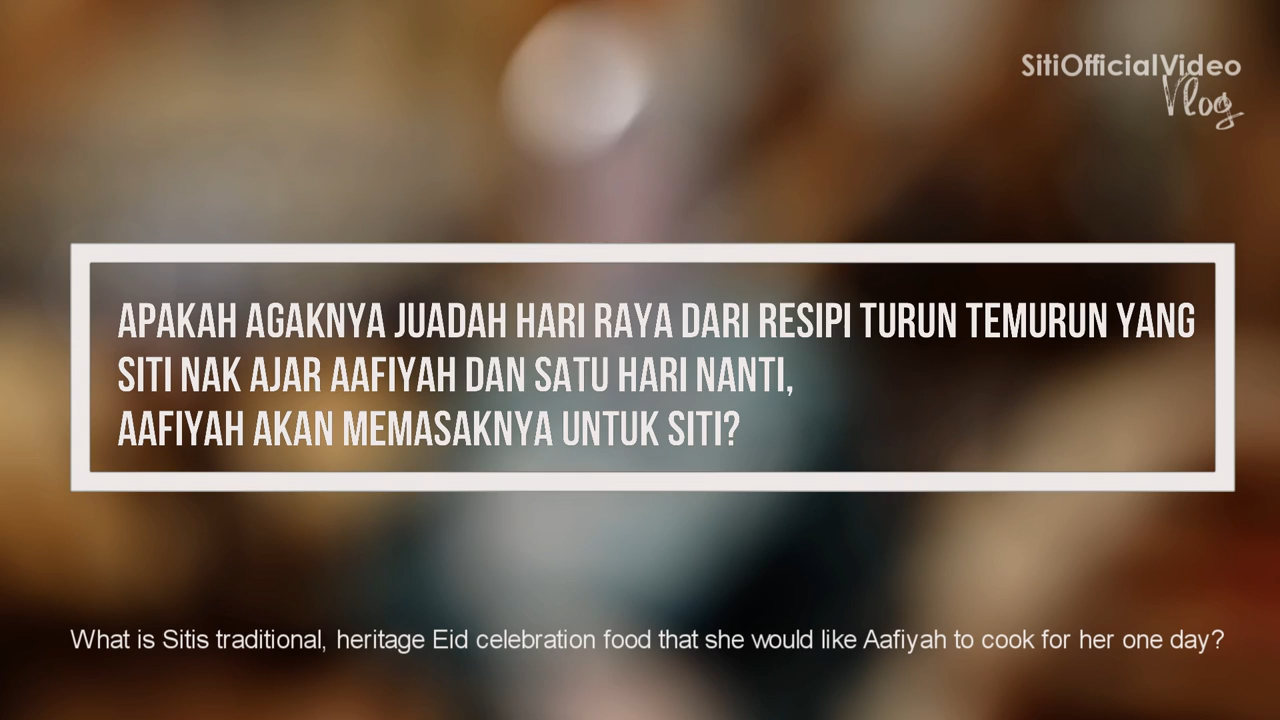 SitiOfficialVideo
Vlog
APAKAH AGAKNYA JUADAH HARI RAYA DARI RESIPI TURUN TEMURUN YANG
SITI NAK AJAR AAFIYAH DAN SATU HARI NANTI,
AAFIYAH AKAN MEMASAKNYA UNTUK SITI?
What is Sitis traditional, heritage Eid celebration food that she would like Aafiyah to cook for her one day?